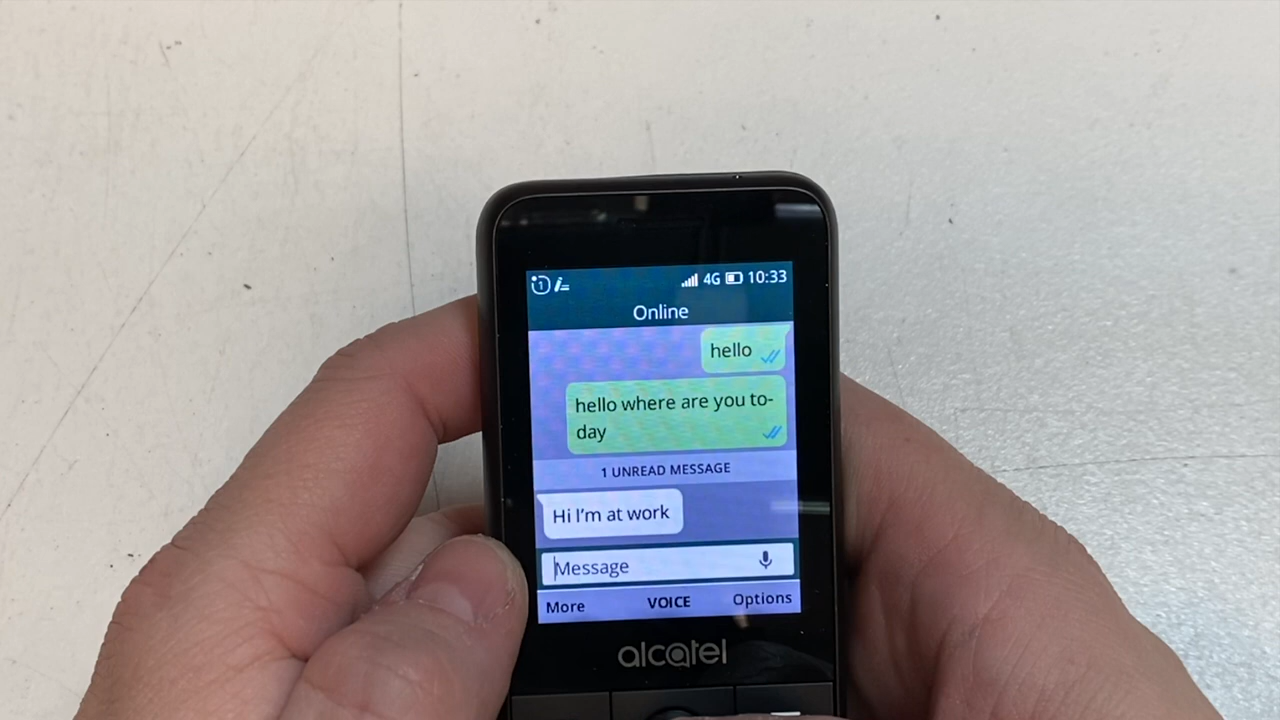 1 4G 10:33
Online
hello
hello where are you to-
day
1 UNREAD MESSAGE
Hi I'm at work
Message
More VOICE Options
alcatel